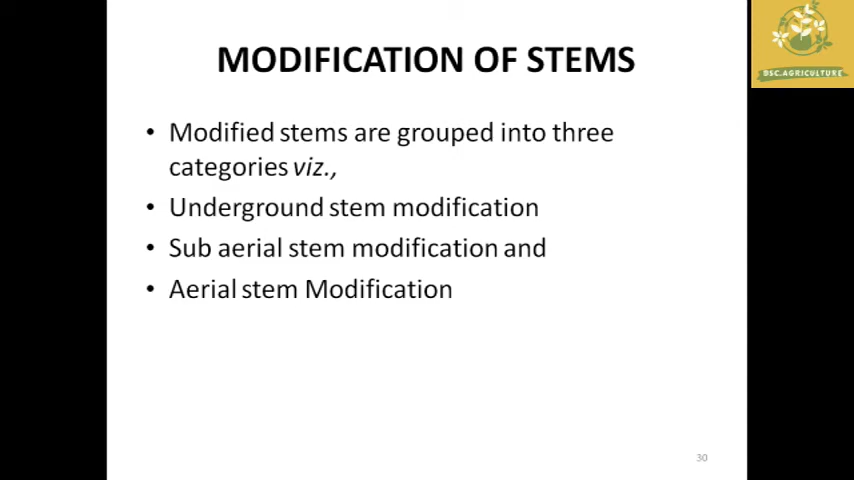 MODIFICATION OF STEMS
DSC.AGRICULTURE
• Modified stems are grouped into three
categories viz.,
• Underground stem modification
• Sub aerial stem modification and
• Aerial stem Modification
30